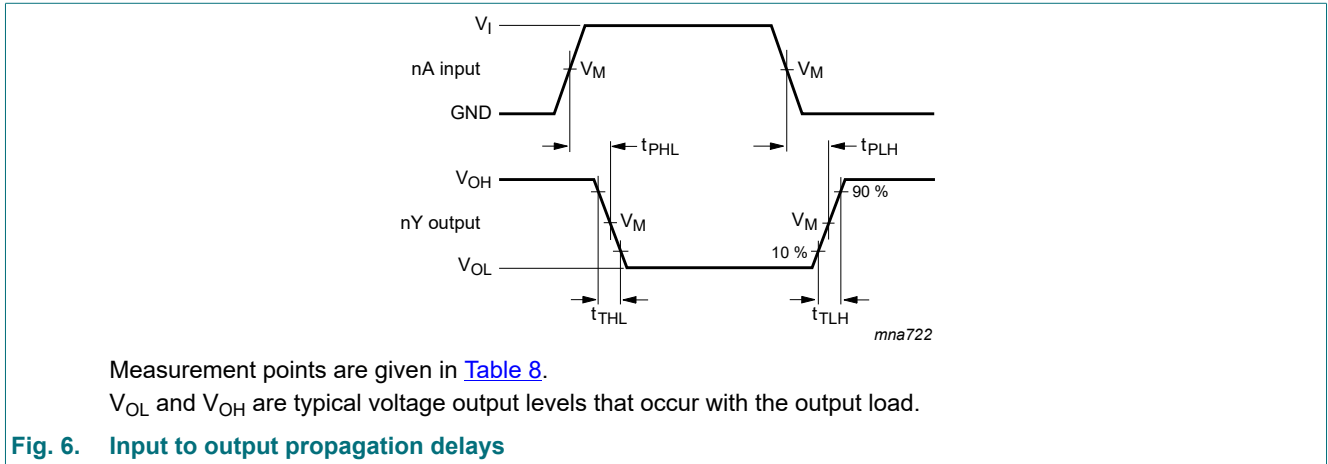 VI
nA input
VM
VM
GND
tPHL
tPLH
VOH
90 %
nY output
VM
VM
10 %
VOL
tTHL
tTLH
mna722
Measurement points are given in Table 8.
VOL and VOH are typical voltage output levels that occur with the output load.
Fig. 6. Input to output propagation delays